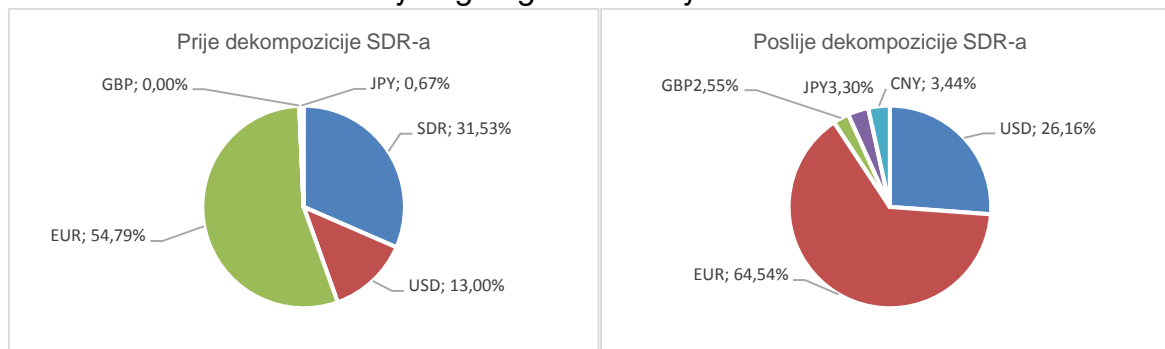 Prije dekompozicije SDR-a
GBP; 0,00%
JPY; 0,67%
SDR; 31,53%
EUR; 54,79%
USD; 13,00%
Poslije dekompozicije SDR-a
GBP2,55%
JPY3,30%
CNY; 3,44%
USD; 26,16%
EUR; 64,54%